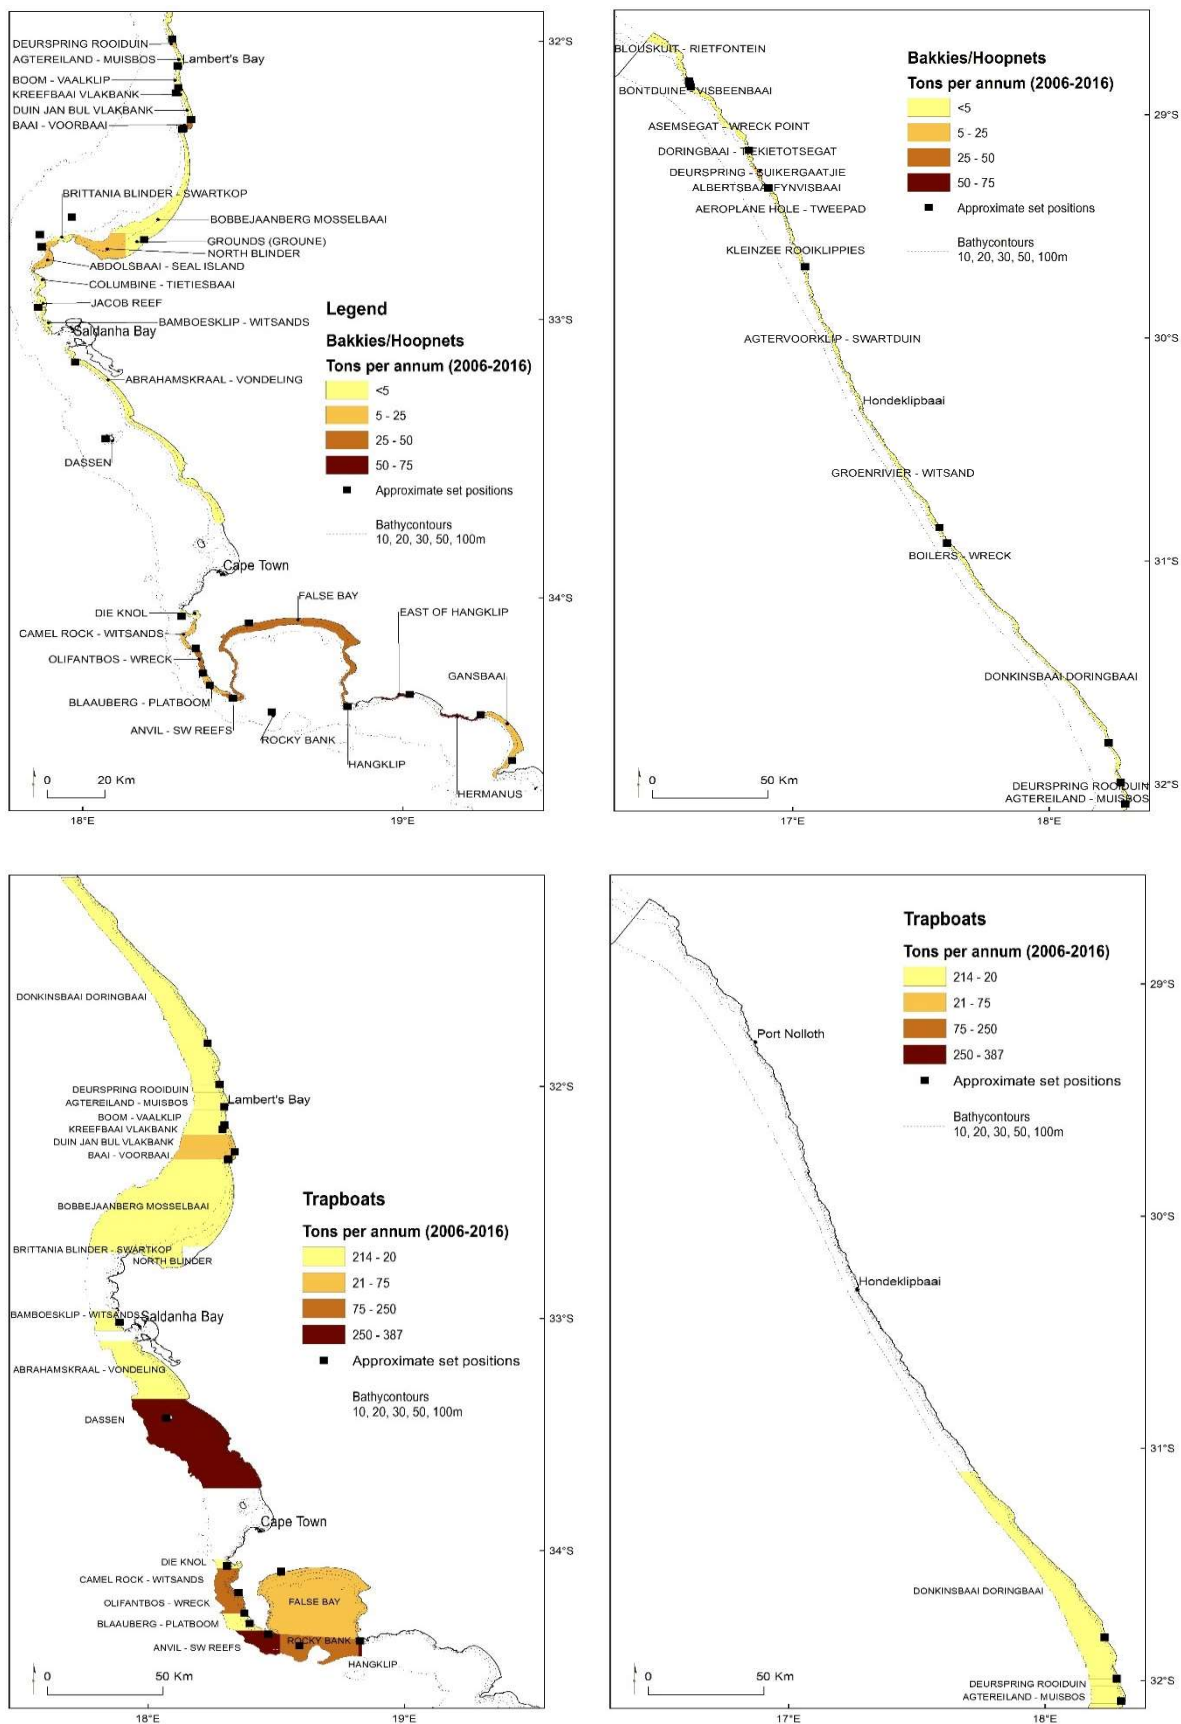 32°S
DEURSPRING ROOIDUIN
AGTEREILAND - MUISBOS
Lambert's Bay
BOOM - VAALKLIP
KREEFBAAI VLAKBANK
DUIN JAN BUL VLAKBANK
BAAI - VOORBAAI
BRITTANIA BLINDER - SWARTKOP
BOBBEJAANBERG MOSSELBAAI
GROUNDS (GROUNE)
NORTH BLINDER
ABDOLSBAAI - SEAL ISLAND
COLUMBINE - TIETIESBAAI
JACOB REEF
BAMBOESKLIP - WITSANDS
33°S
Saldanha Bay
ABRAHAMSKRAAL - VONDELING
DASSEN
Legend
Bakkies/Hoopnets
Tons per annum (2006-2016)
<5
5 - 25
25 - 50
50 - 75
Approximate set positions
Bathycontours
10, 20, 30, 50, 100m
Cape Town
34°S
FALSE BAY
DIE KNOL
EAST OF HANGKLIP
CAMEL ROCK - WITSANDS
OLIFANTBOS - WRECK
GANSBAAI
BLAAUBERG - PLATBOOM
ANVIL - SW REEFS
ROCKY BANK
HANGKLIP
HERMANUS
0 20 Km
18°E 19°E
BLOUSKUIT - RIETFONTEIN
BONTDUINE - VISBEENBAAI
29°S
ASEMSEGAT - WRECK POINT
DORINGBAAI - TIEKIETOTSEGAT
DEURSPRING - SUIKERGAATJIE
ALBERTSBAAI FYNVISBAAI
AEROPLANE HOLE - TWEEPAD
KLEINZEE ROOIKLIPPIES
Bakkies/Hoopnets
Tons per annum (2006-2016)
<5
5 - 25
25 - 50
50 - 75
Approximate set positions
Bathycontours
10, 20, 30, 50, 100m
30°S
AGTERVOORKLIP - SWARTDUIN
Hondeklipbaai
GROENRIVIER - WITSAND
BOILERS - WRECK
31°S
DONKINSBAAI DORINGBAAI
DEURSPRING ROOIDUIN
32°S
AGTEREILAND - MUISBOS
0 50 Km
17°E 18°E
DONKINSBAAI DORINGBAAI
32°S
DEURSPRING ROOIDUIN
AGTEREILAND - MUISBOS
Lambert's Bay
BOOM - VAALKLIP
KREEFBAAI VLAKBANK
DUIN JAN BUL VLAKBANK
BAAI - VOORBAAI
BOBBEJAANBERG MOSSELBAAI
BRITTANIA BLINDER - SWARTKOP
NORTH BLINDER
BAMBOESKLIP - WITSANDS
Saldanha Bay
33°S
ABRAHAMSKRAAL - VONDELING
DASSEN
Trapboats
Tons per annum (2006-2016)
214 - 20
21 - 75
75 - 250
250 - 387
Approximate set positions
Bathycontours
10, 20, 30, 50, 100m
Cape Town
34°S
DIE KNOL
CAMEL ROCK - WITSANDS
OLIFANTBOS - WRECK
FALSE BAY
BLAAUBERG - PLATBOOM
ANVIL - SW REEFS
ROCKY BANK
HANGKLIP
0 50 Km
18°E 19°E
Trapboats
Tons per annum (2006-2016)
214 - 20
21 - 75
75 - 250
250 - 387
Approximate set positions
Bathycontours
10, 20, 30, 50, 100m
29°S
Port Nolloth
30°S
Hondeklipbaai
31°S
DONKINSBAAI DORINGBAAI
DEURSPRING ROOIDUIN
32°S
AGTEREILAND - MUISBOS
0 50 Km
17°E 18°E